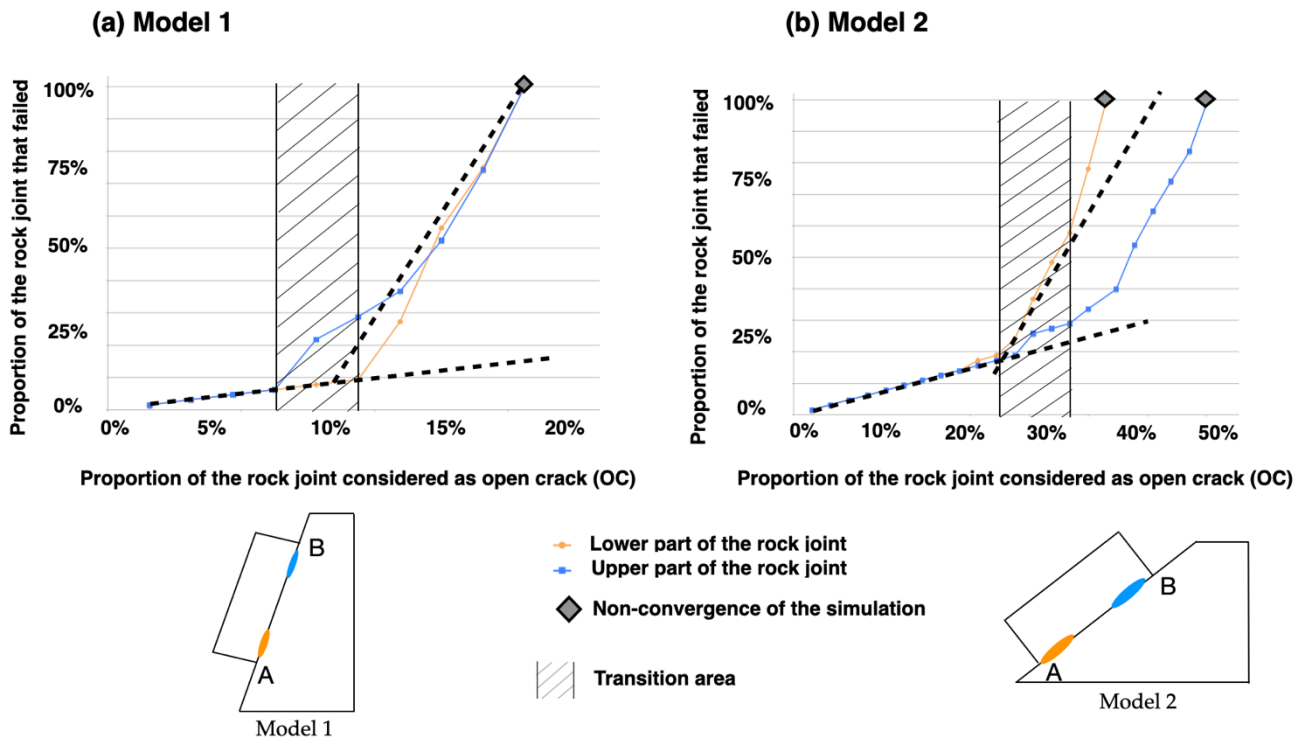 (a) Model 1
(b) Model 2
Proportion of the rock joint that failed
100%
75%
50%
25%
0%
0%
5%
10%
15%
20%
Proportion of the rock joint considered as open crack (OC)
Proportion of the rock joint that failed
100%
75%
50%
25%
0%
0%
10%
20%
30%
40%
50%
Proportion of the rock joint considered as open crack (OC)
B
A
Model 1
Lower part of the rock joint
Upper part of the rock joint
Non-convergence of the simulation
Transition area
B
A
Model 2